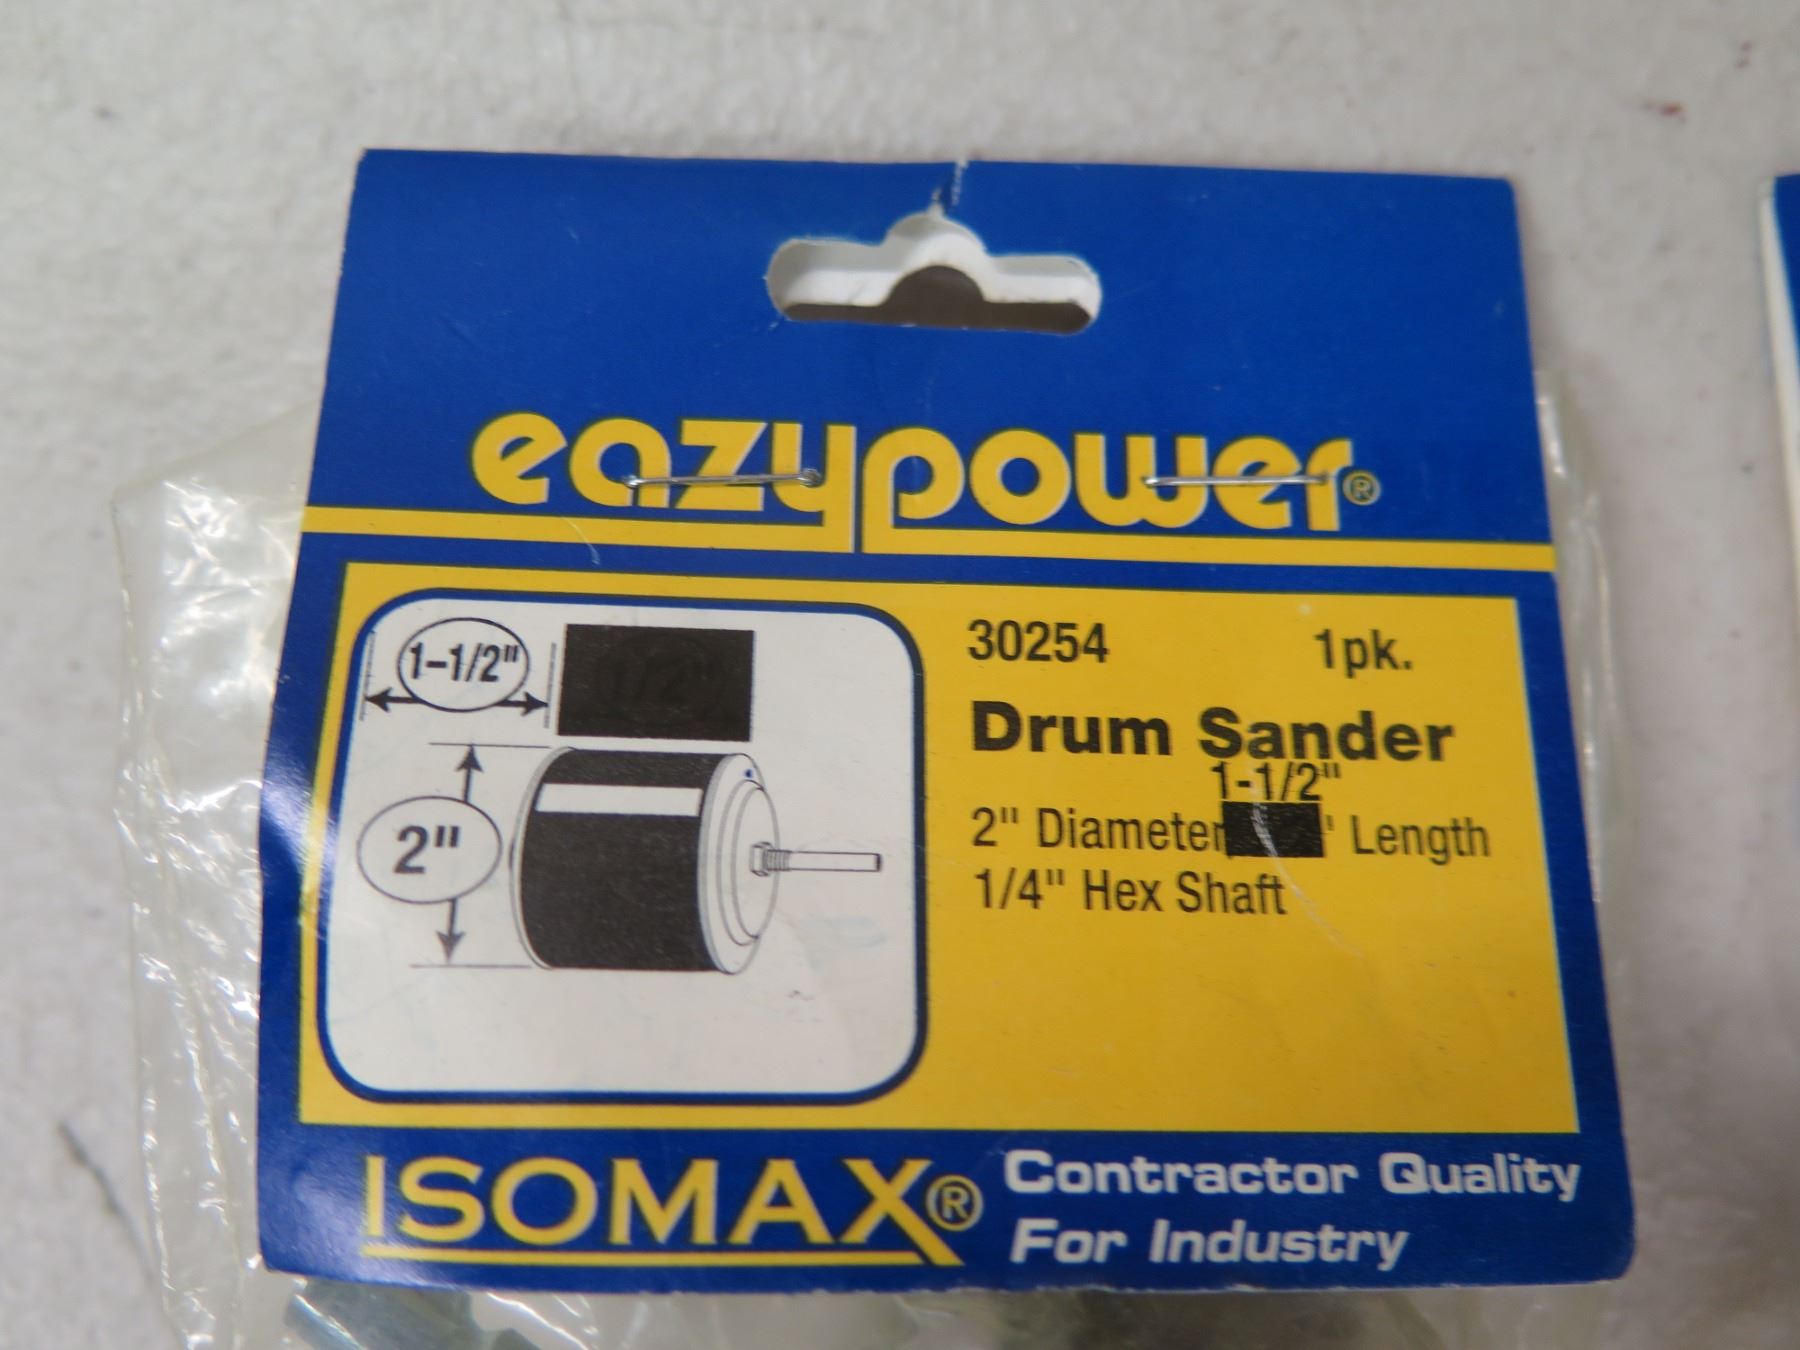 eazypower®
1-1/2"
2"
30254 1pk.
Drum Sander
1-1/2"
2" Diameter, " Length
1/4" Hex Shaft
ISOMAX® Contractor Quality
For Industry